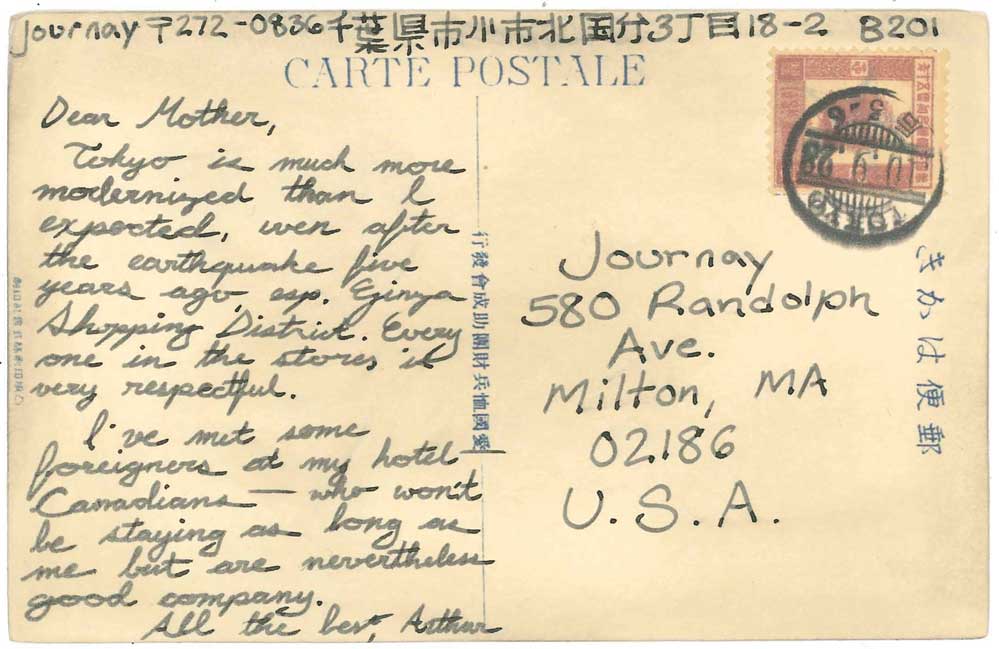 Journay 〒272-0836千葉県市川市北国分3丁目18-2 B201
CARTE POSTALE
Dear Mother,
Tokyo is much more
modernized than I
expected, even after
the earthquake five
years ago, esp. Ginza
Shopping District. Every
one in the stores is
very respectful.
I've met some
foreigners at my hotel
Canadians — who won't
be staying as long as
me but are nevertheless
good company.
All the best, Arthur
行發會成助團財兵恤國愛
TOKYO
10.9.28
Journay
580 Randolph
Ave.
Milton, MA
02186
U.S.A.
きかは便郵